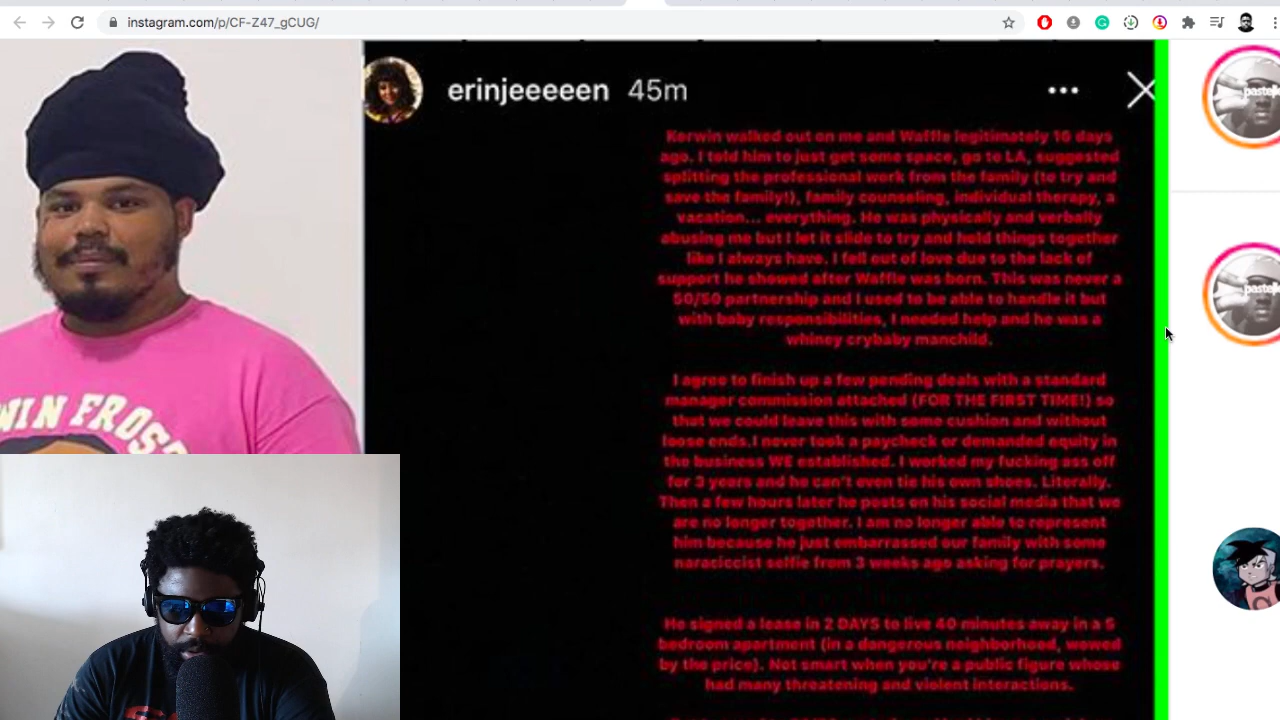 instagram.com/p/CF-Z47_gCUG/
erinjeeeeen 45m
Kerwin walked out on me and Waffle legitimately 10 days
ago. I told him to just get some space, go to LA, suggested
splitting the professional work from the family (to try and
save the family!), family counseling, individual therapy, a
vacation... everything. He was physically and verbally
abusing me but I let it slide to try and hold things together
like I always have. I fell out of love due to the lack of
support he showed after Waffle was born. This was never a
50/50 partnership and I used to be able to handle it but
with baby responsibilities, I needed help and he was a
whiney crybaby manchild.
I agree to finish up a few pending deals with a standard
manager commission attached (FOR THE FIRST TIME!) so
that we could leave this with some cushion and without
loose ends.I never took a paycheck or demanded equity in
the business WE established. I worked my fucking ass off
for 3 years and he can't even tie his own shoes. Literally.
Then a few hours later he posts on his social media that we
are no longer together. I am no longer able to represent
him because he just embarrassed our family with some
naraciccist selfie from 3 weeks ago asking for prayers.
He signed a lease in 2 DAYS to live 40 minutes away in a 5
bedroom apartment (in a dangerous neighborhood, wowed
by the price). Not smart when you're a public figure whose
had many threatening and violent interactions.
WIN FROS